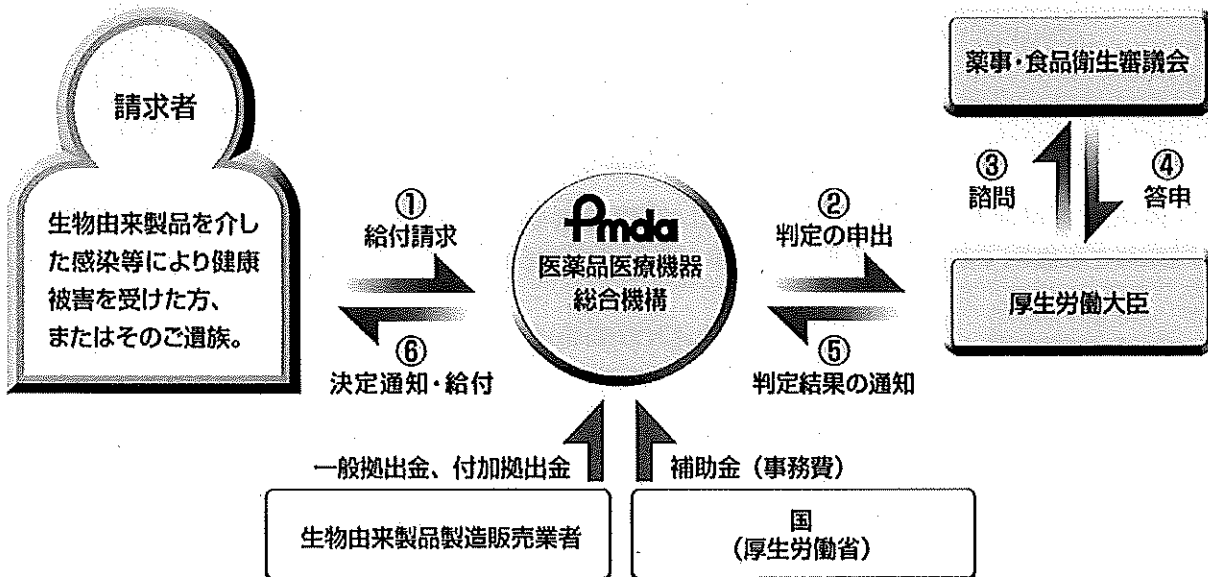 請求者
生物由来製品を介し
た感染等により健康
被害を受けた方、
またはそのご遺族。
①
給付請求
⑥
決定通知・給付
Pmda
医薬品医療機器
総合機構
②
判定の申出
⑤
判定結果の通知
薬事・食品衛生審議会
③
諮問
④
答申
厚生労働大臣
一般拠出金、付加拠出金
補助金（事務費）
生物由来製品製造販売業者
国
（厚生労働省）